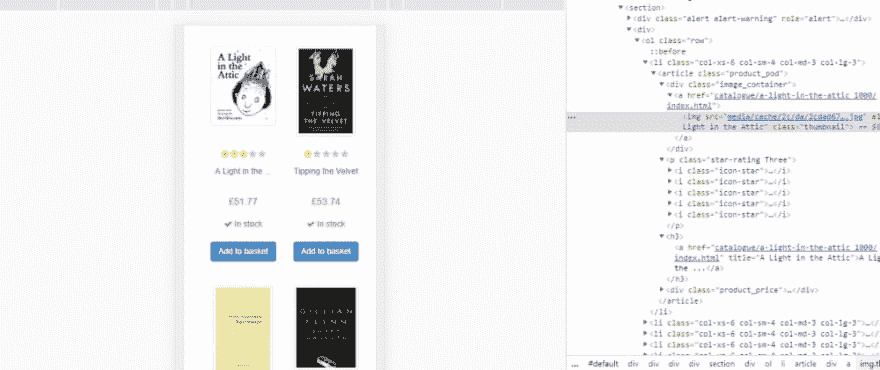 A Light
in the
Attic
SARAH
WATERS
TIPPING
THE VELVET
A Light in the ...
Tipping the Velvet
£51.77
£53.74
In stock
In stock
Add to basket
Add to basket
GILLIAN
FLYNN
<section>
<div class="alert alert-warning" role="alert">…</div>
<div>
<ol class="row">
::before
<li class="col-xs-6 col-sm-4 col-md-3 col-lg-3">
<article class="product_pod">
<div class="image_container">
<a href="catalogue/a-light-in-the-attic_1000/
index.html">
<img src="media/cache/2c/da/2cdad67….jpg" al
Light in the Attic" class="thumbnail"> == $0
</a>
</div>
<p class="star-rating Three">
<i class="icon-star">…</i>
<i class="icon-star">…</i>
<i class="icon-star">…</i>
<i class="icon-star">…</i>
<i class="icon-star">…</i>
</p>
<h3>
<a href="catalogue/a-light-in-the-attic_1000/
index.html" title="A Light in the Attic">A Lig
the ...</a>
</h3>
<div class="product_price">…</div>
</article>
</li>
<li class="col-xs-6 col-sm-4 col-md-3 col-lg-3">…</li>
<li class="col-xs-6 col-sm-4 col-md-3 col-lg-3">…</li>
<li class="col-xs-6 col-sm-4 col-md-3 col-lg-3">…</li>
... #default div div div div section div ol li article div a img.th